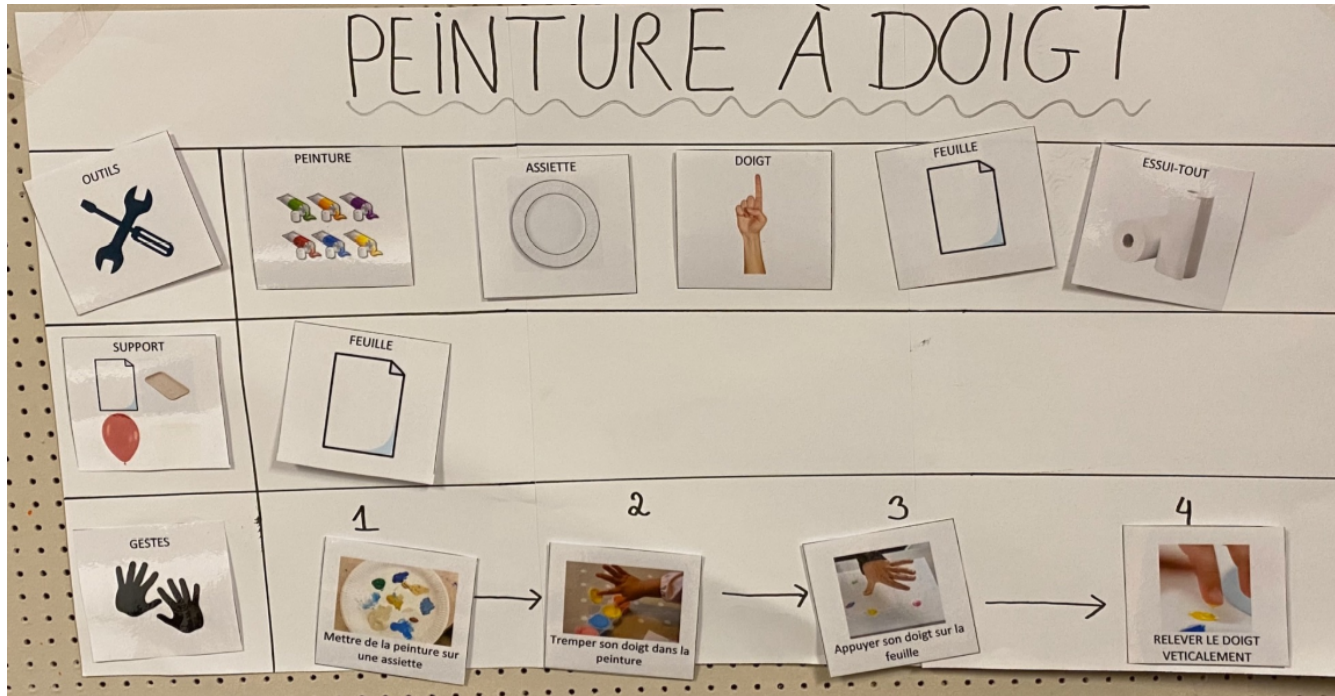 PEINTURE À DOIGT
OUTILS
PEINTURE
ASSIETTE
DOIGT
FEUILLE
ESSUI-TOUT
SUPPORT
FEUILLE
GESTES
1
2
3
4
Mettre de la peinture sur
une assiette
Tremper son doigt dans la
peinture
Appuyer son doigt sur la
feuille
RELEVER LE DOIGT
VETICALEMENT